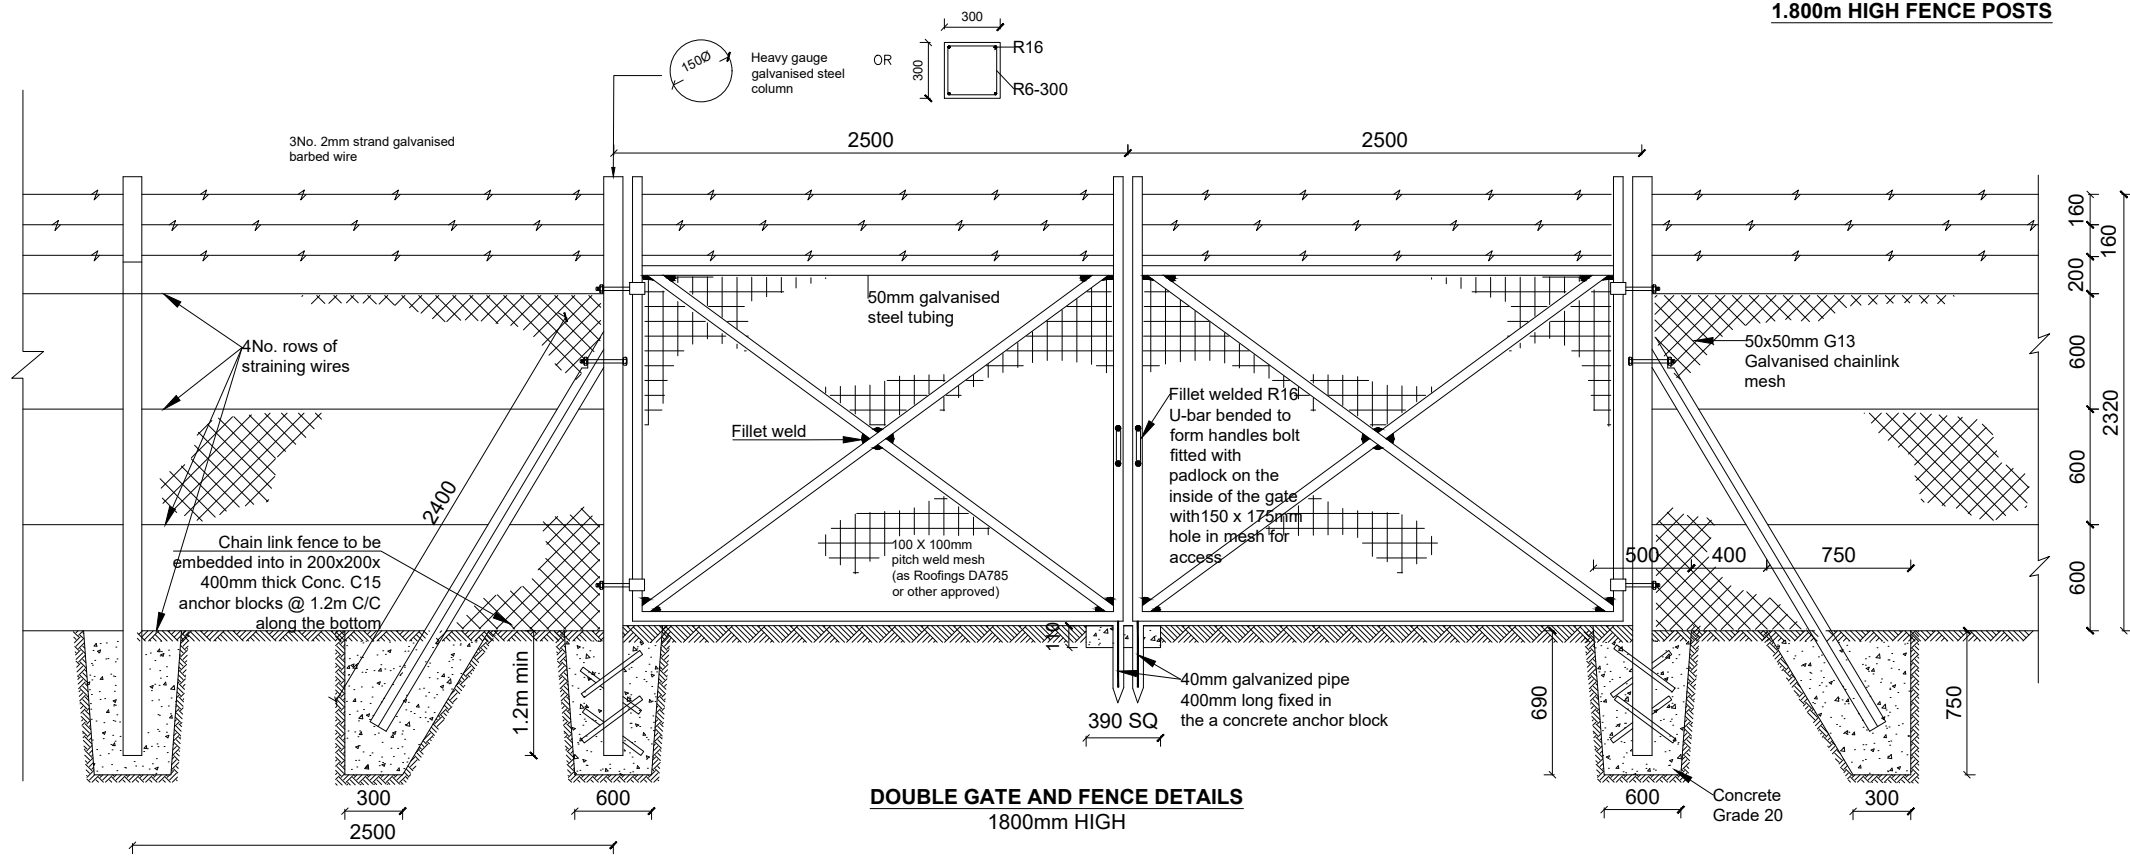 1.800m HIGH FENCE POSTS
300
150Ø
Heavy gauge
galvanised steel
column
OR
300
R16
R6-300
3No. 2mm strand galvanised
barbed wire
2500
2500
160
160
200
600
2320
600
600
50mm galvanised
steel tubing
4No. rows of
straining wires
50x50mm G13
Galvanised chainlink
mesh
Fillet weld
Fillet welded R16
U-bar bended to
form handles bolt
fitted with
padlock on the
inside of the gate
with150 x 175mm
hole in mesh for
access
2400
Chain link fence to be
embedded into in 200x200x
400mm thick Conc. C15
anchor blocks @ 1.2m C/C
along the bottom
100 X 100mm
pitch weld mesh
(as Roofings DA785
or other approved)
500
400
750
110
1.2m min
40mm galvanized pipe
400mm long fixed in
the a concrete anchor block
390 SQ
690
750
300
600
2500
DOUBLE GATE AND FENCE DETAILS
1800mm HIGH
600
Concrete
Grade 20
300